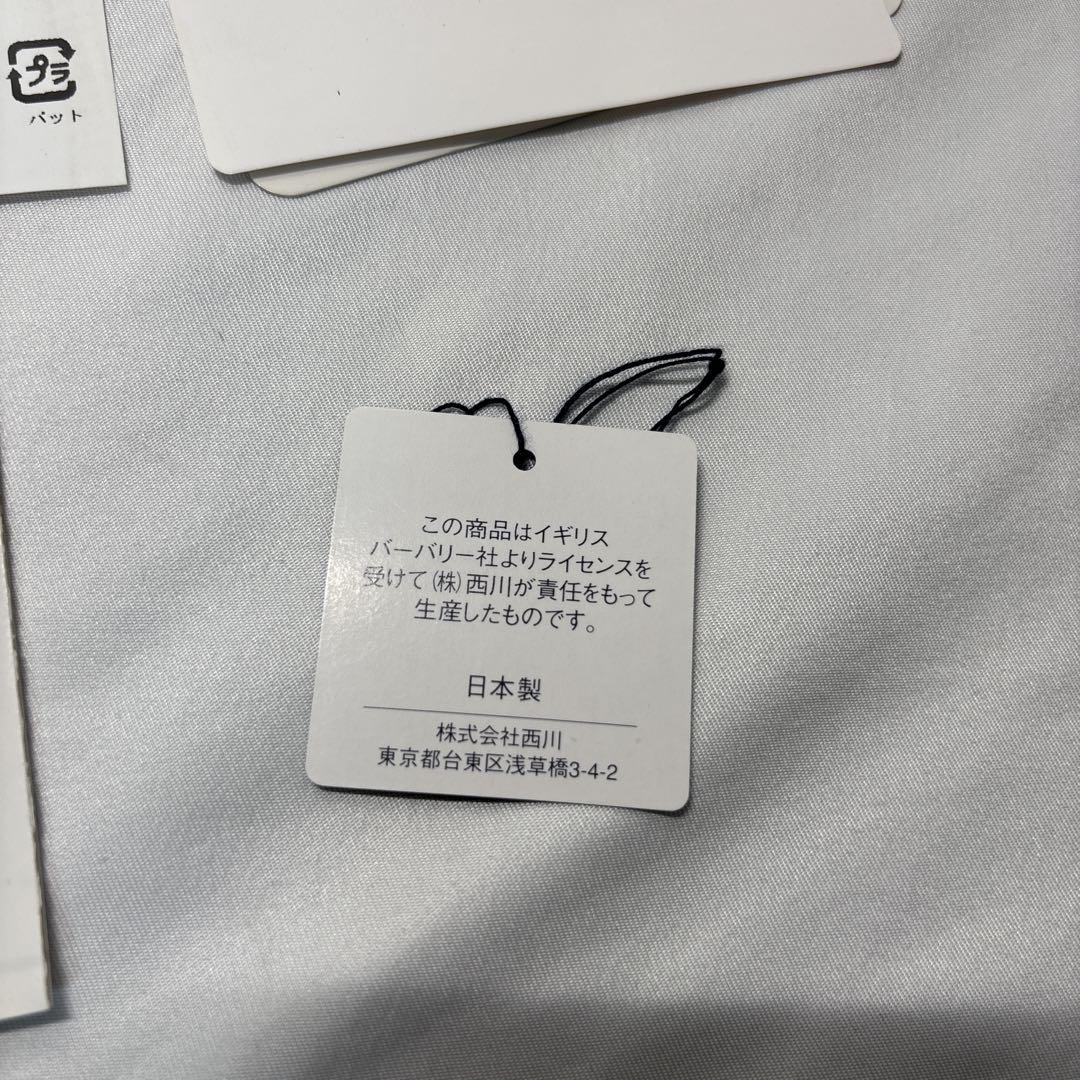 プラ
パット
この商品はイギリス
バーバリー社よりライセンスを
受けて(株)西川が責任をもって
生産したものです。
日本製
株式会社西川
東京都台東区浅草橋3-4-2